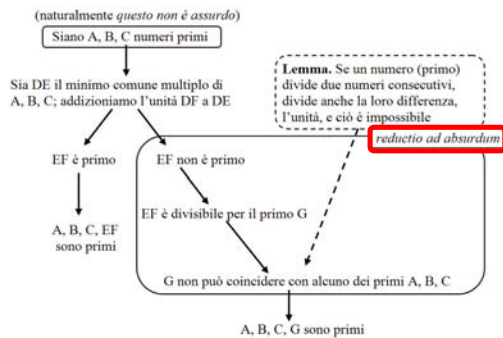 (naturalmente questo non è assurdo)
Siano A, B, C numeri primi
Sia DE il minimo comune multiplo di
A, B, C; addizioniamo l'unità DF a DE
Lemma. Se un numero (primo)
divide due numeri consecutivi,
divide anche la loro differenza,
l'unità, e ciò è impossibile
reductio ad absurdum
EF è primo
EF non è primo
EF è divisibile per il primo G
A, B, C, EF
sono primi
G non può coincidere con alcuno dei primi A, B, C
A, B, C, G sono primi